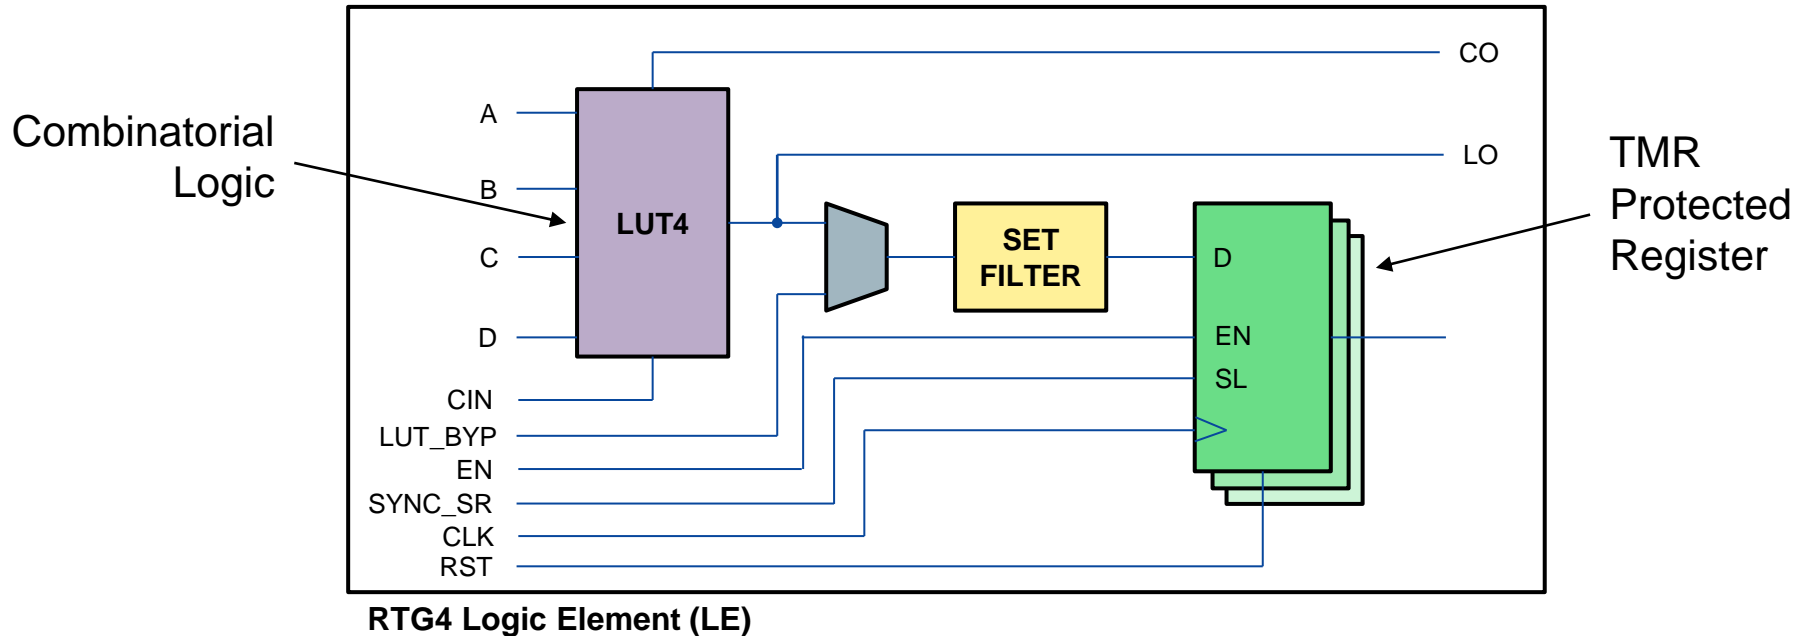 CO
A
Combinatorial
Logic
LO
TMR
Protected
Register
B
LUT4
SET
FILTER
C
D
D
EN
SL
CIN
LUT_BYP
EN
SYNC_SR
CLK
RST
RTG4 Logic Element (LE)